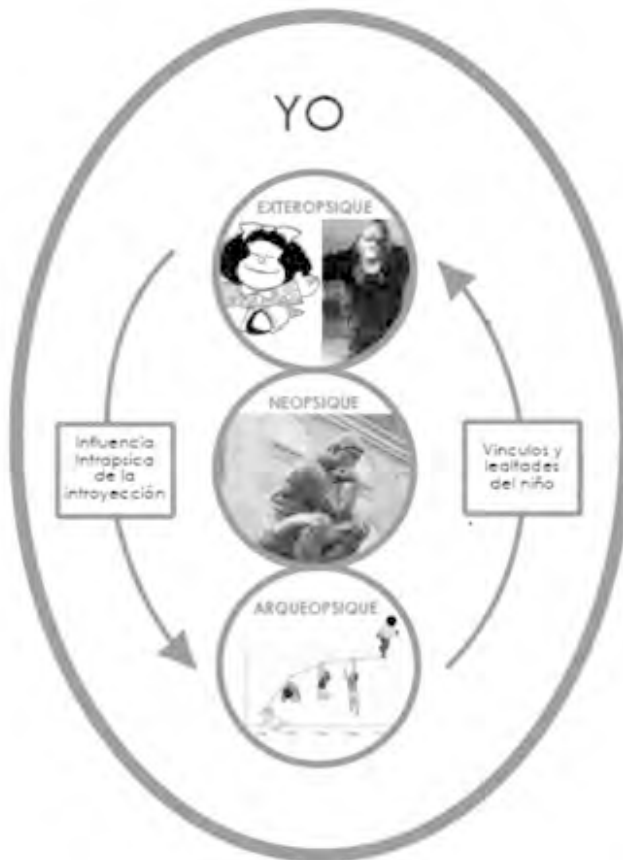 YO
EXTEROPSIQUE
NEOPSIQUE
Influencia
Intrapsica
de la
introyección
Vinculos y
lealtades
del niño
ARQUEOPSIQUE